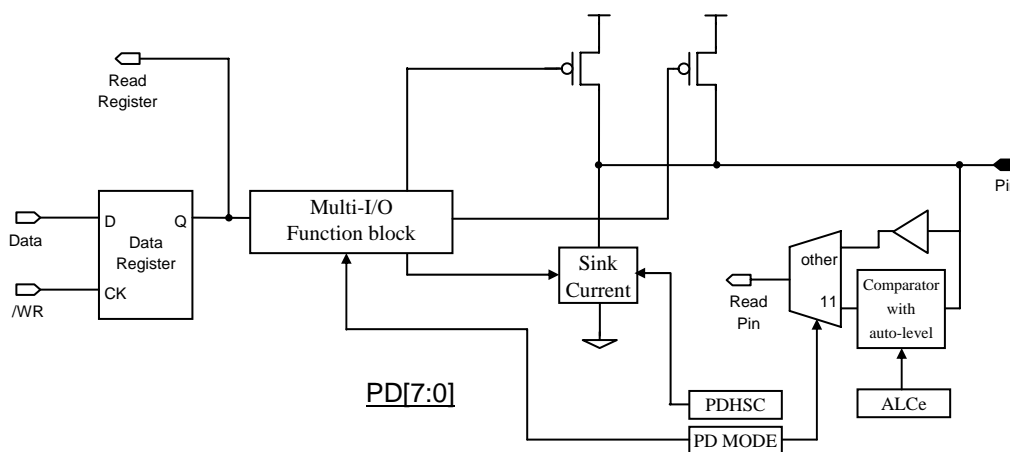 Read
Register
Multi-I/O
Function block
D
Q
Data
Data
Register
CK
/WR
Sink
Current
other
11
Read
Pin
Comparator
with
auto-level
PD[7:0]
PDHSC
PD MODE
ALCe